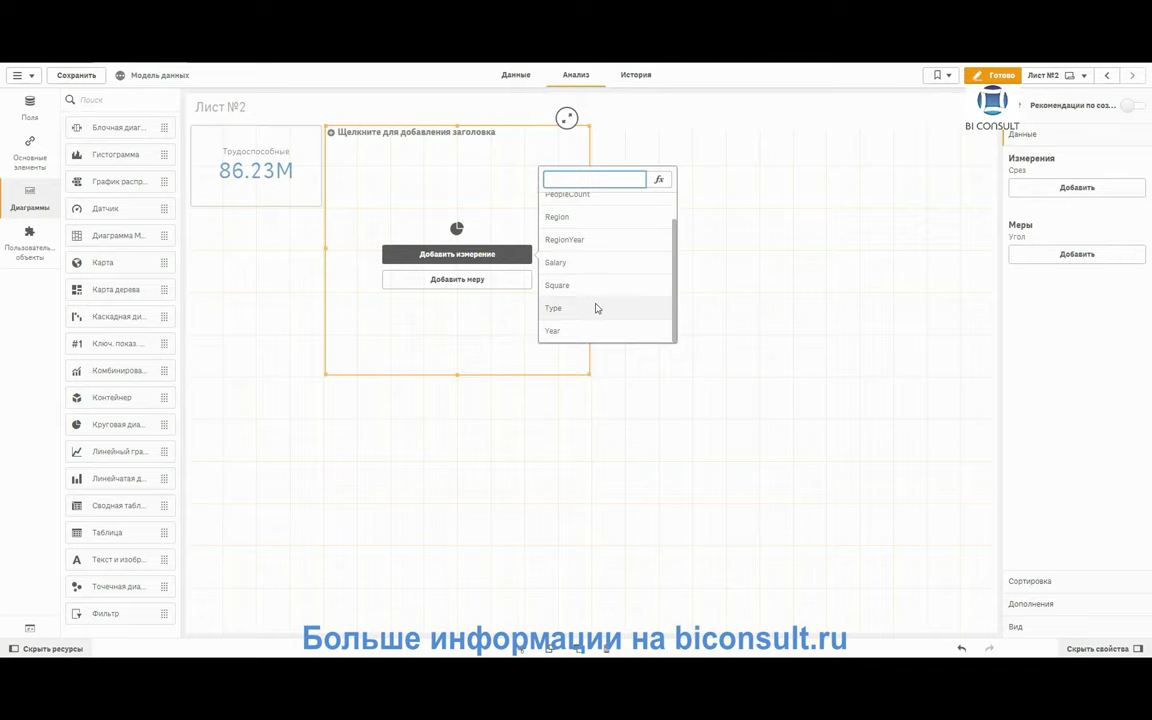 Сохранить
Модель данных
Данные
Анализ
История
Готово
Лист №2
Поля
Основные
элементы
Диаграммы
Пользователь...
объекты
Поиск
Блочная диаг...
Гистограмма
График распр...
Датчик
Диаграмма М...
Карта
Карта дерева
Каскадная ди...
#1 Ключ. показ. ...
Комбинирова...
Контейнер
Круговая диа...
Линейный гра...
Линейчатая д...
Сводная табл...
Таблица
Текст и изобр...
Точечная диа...
Фильтр
Лист №2
Трудоспособные
86.23M
Щелкните для добавления заголовка
Добавить измерение
Добавить меру
fx
PeopleCount
Region
RegionYear
Salary
Square
Type
Year
BI CONSULT
Рекомендации по соз...
Данные
Измерения
Срез
Добавить
Меры
Угол
Добавить
Сортировка
Дополнения
Вид
Скрыть ресурсы
Больше информации на biconsult.ru
Скрыть свойства